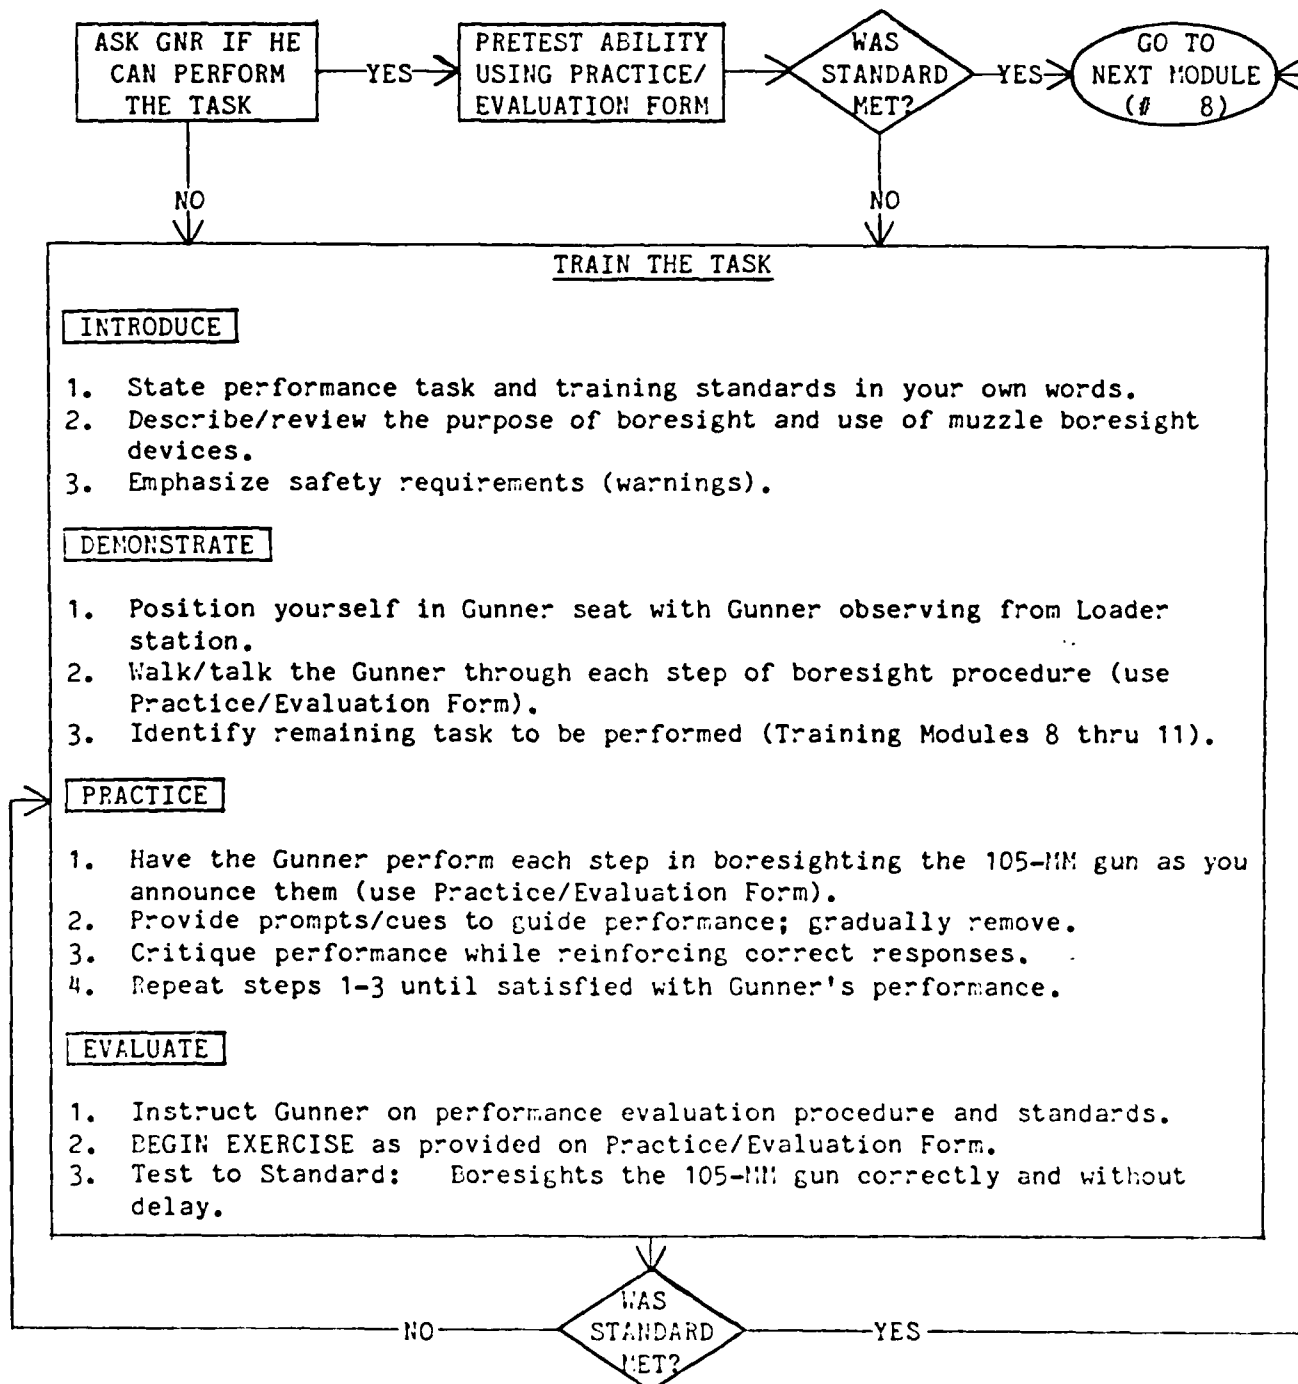 ASK GNR IF HE
CAN PERFORM
THE TASK
YES
PRETEST ABILITY
USING PRACTICE/
EVALUATION FORM
WAS
STANDARD
MET?
YES
GO TO
NEXT MODULE
(# 8)
NO
NO
TRAIN THE TASK
INTRODUCE
1. State performance task and training standards in your own words.
2. Describe/review the purpose of boresight and use of muzzle boresight
devices.
3. Emphasize safety requirements (warnings).
DEMONSTRATE
1. Position yourself in Gunner seat with Gunner observing from Loader
station.
2. Walk/talk the Gunner through each step of boresight procedure (use
Practice/Evaluation Form).
3. Identify remaining task to be performed (Training Modules 8 thru 11).
PRACTICE
1. Have the Gunner perform each step in boresighting the 105-MM gun as you
announce them (use Practice/Evaluation Form).
2. Provide prompts/cues to guide performance; gradually remove.
3. Critique performance while reinforcing correct responses.
4. Repeat steps 1-3 until satisfied with Gunner's performance.
EVALUATE
1. Instruct Gunner on performance evaluation procedure and standards.
2. BEGIN EXERCISE as provided on Practice/Evaluation Form.
3. Test to Standard: Boresights the 105-MM gun correctly and without
delay.
WAS
STANDARD
MET?
NO
YES